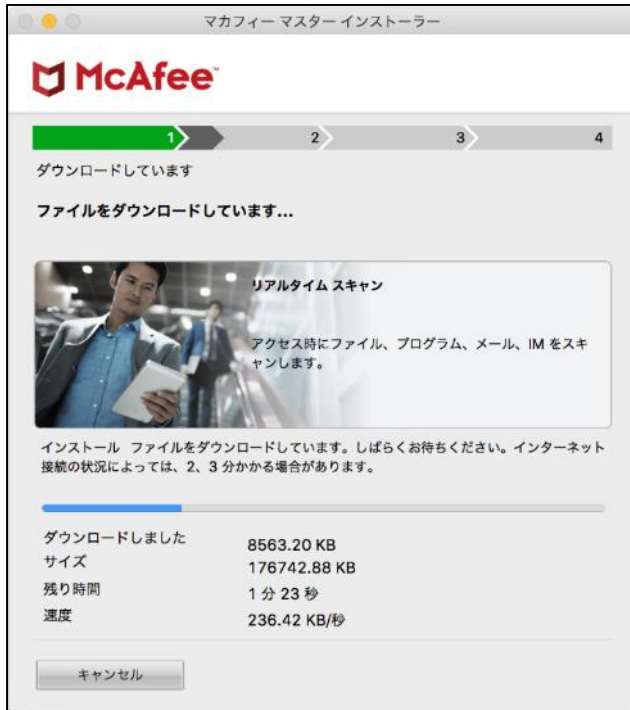 マカフィー マスター インストーラー
McAfee™
1 2 3 4
ダウンロードしています
ファイルをダウンロードしています...
リアルタイム スキャン
アクセス時にファイル、プログラム、メール、IM をスキ
ャンします。
インストール ファイルをダウンロードしています。しばらくお待ちください。インターネット
接続の状況によっては、2、3 分かかる場合があります。
ダウンロードしました 8563.20 KB
サイズ 176742.88 KB
残り時間 1 分 23 秒
速度 236.42 KB/秒
キャンセル